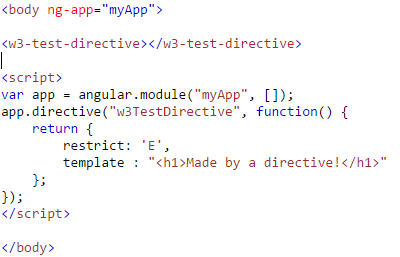 <body ng-app="myApp">
<w3-test-directive></w3-test-directive>
<script>
var app = angular.module("myApp", []);
app.directive("w3TestDirective", function() {
    return {
        restrict: 'E',
        template : "<h1>Made by a directive!</h1>"
    };
});
</script>
</body>